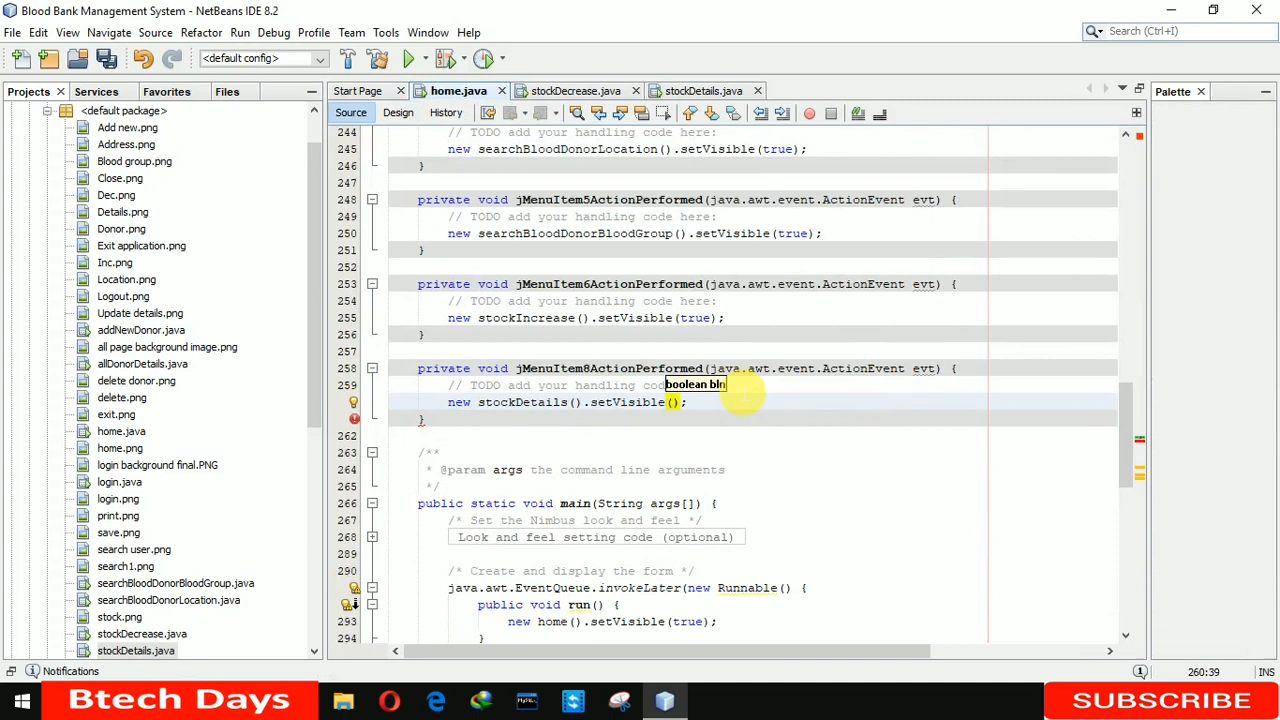 Blood Bank Management System - NetBeans IDE 8.2
File Edit View Navigate Source Refactor Run Debug Profile Team Tools Window Help
Search (Ctrl+I)
<default config>
Projects Services Favorites Files
Start Page home.java stockDecrease.java stockDetails.java
Palette
Source Design History
<default package>
Add new.png
Address.png
Blood group.png
Close.png
Dec.png
Details.png
Donor.png
Exit application.png
Inc.png
Location.png
Logout.png
Update details.png
addNewDonor.java
all page background image.png
allDonorDetails.java
delete donor.png
delete.png
exit.png
home.java
home.png
login background final.PNG
login.java
login.png
print.png
save.png
search user.png
search1.png
searchBloodDonorBloodGroup.java
searchBloodDonorLocation.java
stock.png
stockDecrease.java
stockDetails.java
244 // TODO add your handling code here:
245 new searchBloodDonorLocation().setVisible(true);
246 }
247
248 private void jMenuItem5ActionPerformed(java.awt.event.ActionEvent evt) {
249 // TODO add your handling code here:
250 new searchBloodDonorBloodGroup().setVisible(true);
251 }
252
253 private void jMenuItem6ActionPerformed(java.awt.event.ActionEvent evt) {
254 // TODO add your handling code here:
255 new stockIncrease().setVisible(true);
256 }
257
258 private void jMenuItem8ActionPerformed(java.awt.event.ActionEvent evt) {
259 // TODO add your handling cod boolean bln
new stockDetails().setVisible();
}
262
263 /**
264 * @param args the command line arguments
265 */
266 public static void main(String args[]) {
267 /* Set the Nimbus look and feel */
268 Look and feel setting code (optional)
289
290 /* Create and display the form */
java.awt.EventQueue.invokeLater(new Runnable() {
public void run() {
293 new home().setVisible(true);
294 }
Notifications
260:39 INS
Btech Days
SUBSCRIBE